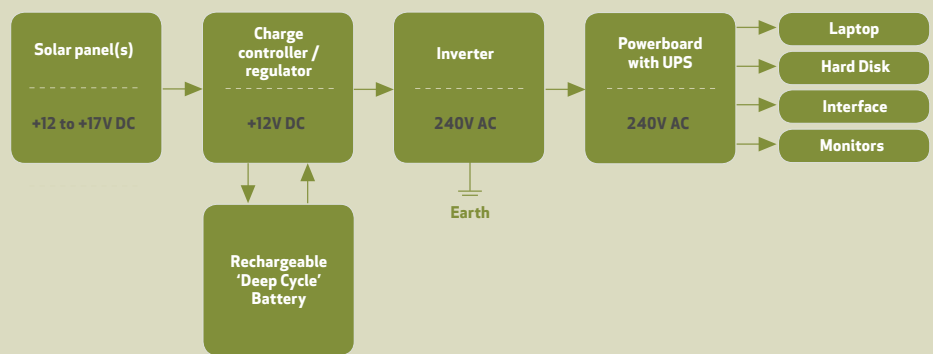 Solar panel(s)
+12 to +17V DC
Charge
controller /
regulator
+12V DC
Inverter
240V AC
Powerboard
with UPS
240V AC
Laptop
Hard Disk
Interface
Monitors
Earth
Rechargeable
‘Deep Cycle’
Battery